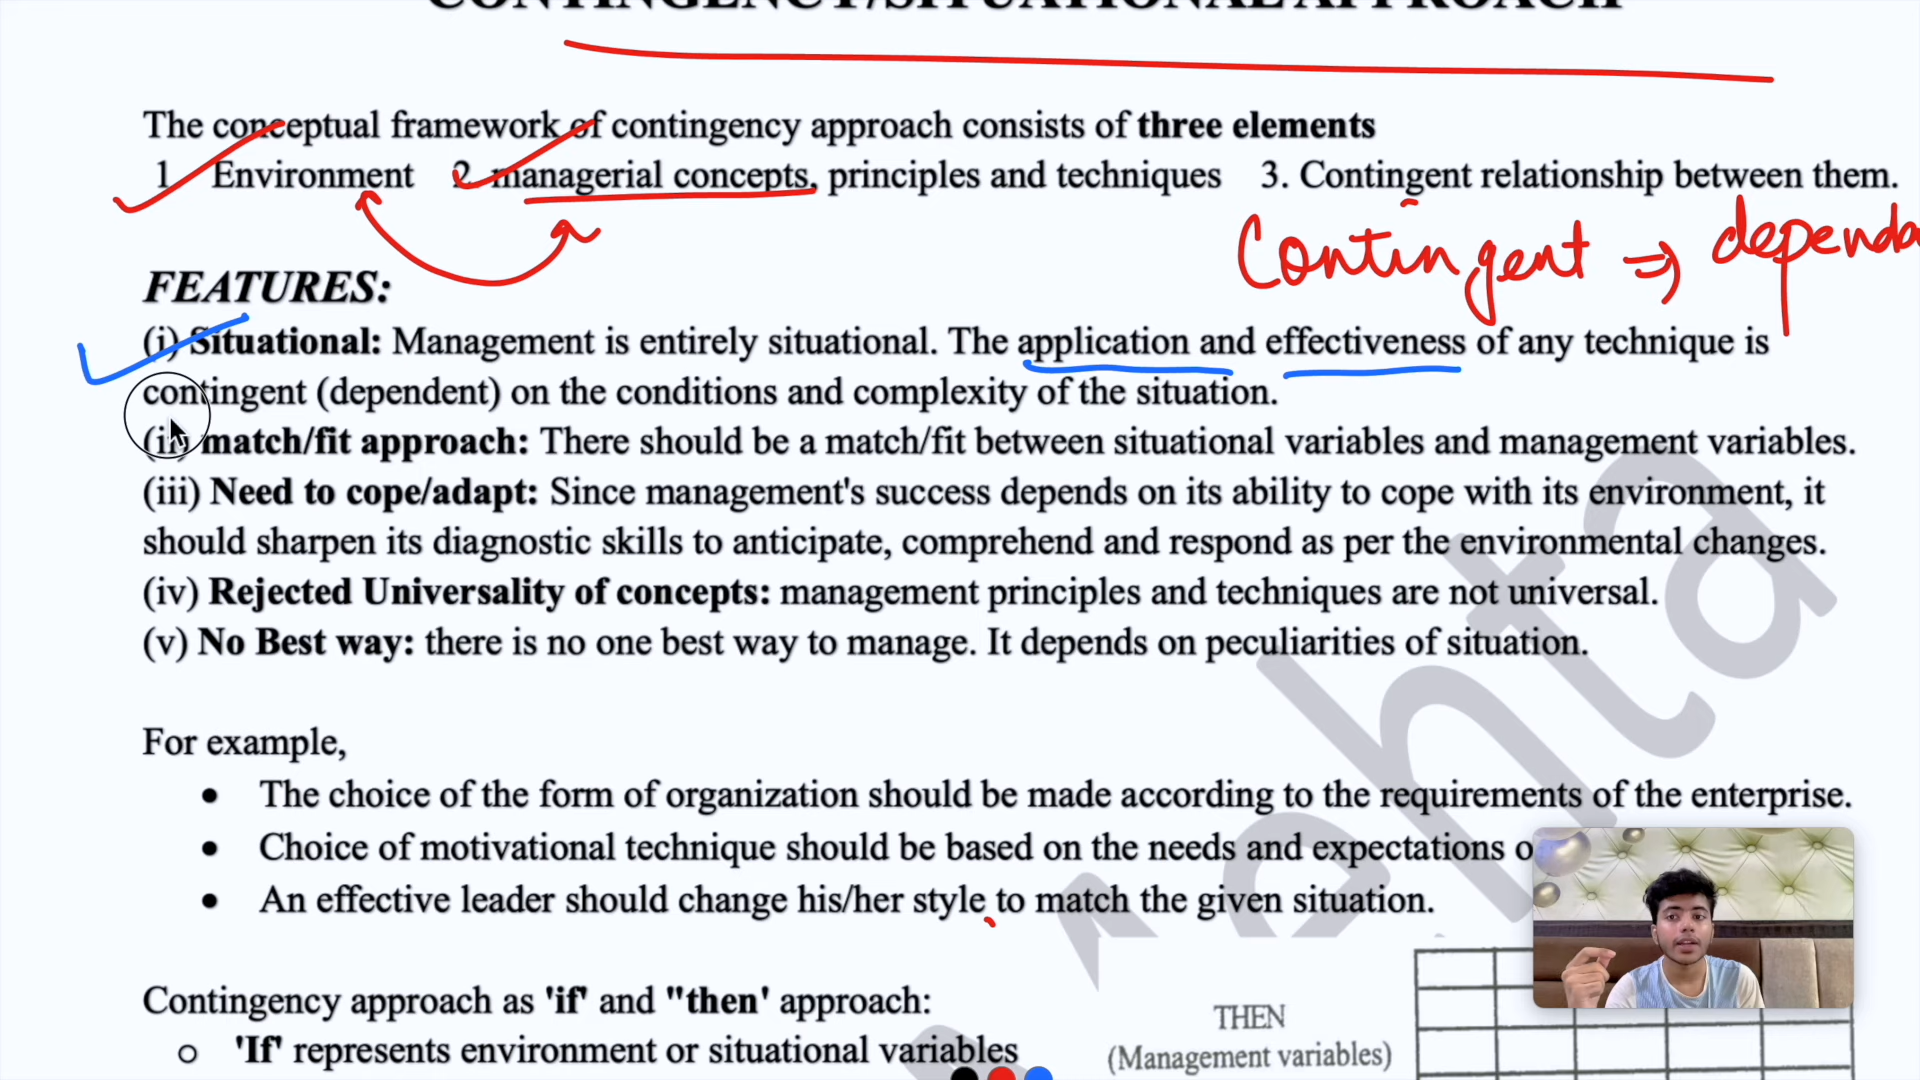 CONTINGENCY/SITUATIONAL APPROACH
The conceptual framework of contingency approach consists of three elements
1 Environment 2. managerial concepts, principles and techniques 3. Contingent relationship between them.
Contingent ⇒ depende
FEATURES:
(i) Situational: Management is entirely situational. The application and effectiveness of any technique is
contingent (dependent) on the conditions and complexity of the situation.
(ii) match/fit approach: There should be a match/fit between situational variables and management variables.
(iii) Need to cope/adapt: Since management's success depends on its ability to cope with its environment, it
should sharpen its diagnostic skills to anticipate, comprehend and respond as per the environmental changes.
(iv) Rejected Universality of concepts: management principles and techniques are not universal.
(v) No Best way: there is no one best way to manage. It depends on peculiarities of situation.
For example,
• The choice of the form of organization should be made according to the requirements of the enterprise.
• Choice of motivational technique should be based on the needs and expectations o
• An effective leader should change his/her style to match the given situation.
Contingency approach as 'if' and "then' approach:
o 'If' represents environment or situational variables
THEN
(Management variables)